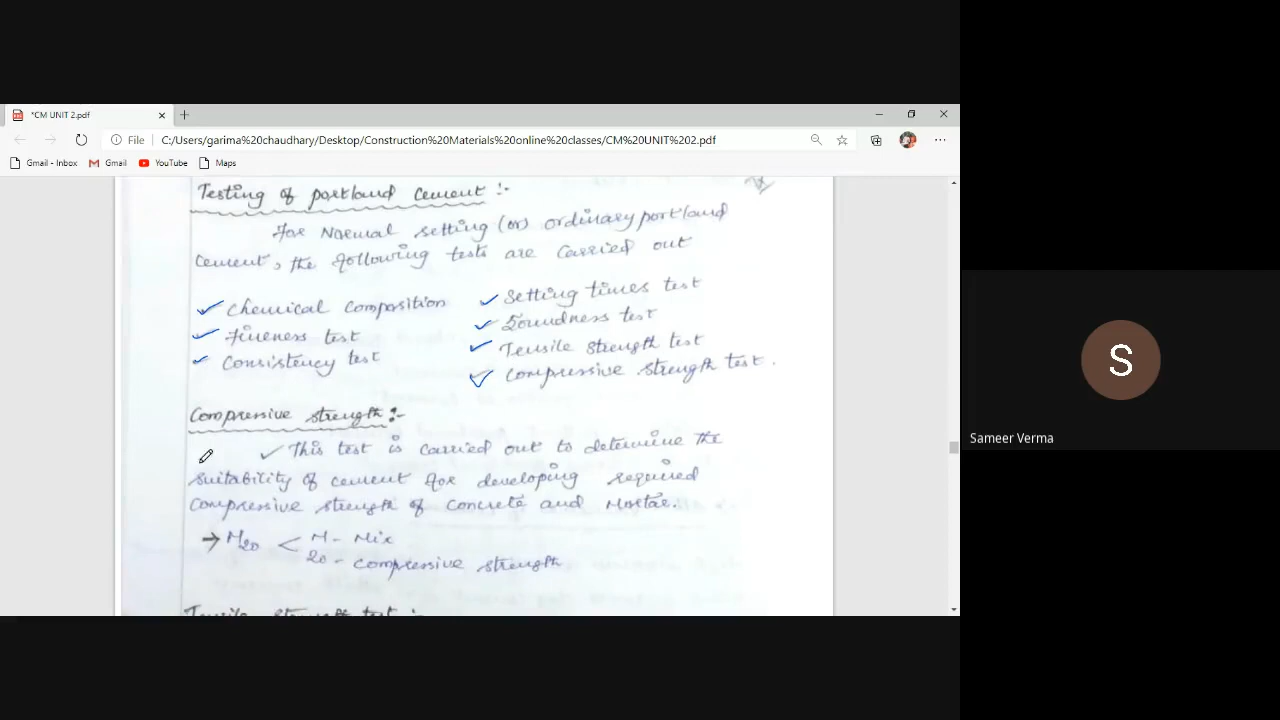 *CM UNIT 2.pdf
File C:/Users/garima%20chaudhary/Desktop/Construction%20Materials%20online%20classes/CM%20UNIT%202.pdf
Gmail - Inbox Gmail YouTube Maps
Testing of portland cement :-
For Normal setting (or) ordinary portland
cement, the following tests are carried out
Chemical composition
Fineness test
Consistency test
Setting times test
Soundness test
Tensile strength test
Compressive strength test.
Compressive strength :-
This test is carried out to determine the
suitability of cement for developing required
compressive strength of concrete and Mortar.
→ M20 < M - Mix
20 - compressive strength
Tensile strength test :
S
Sameer Verma